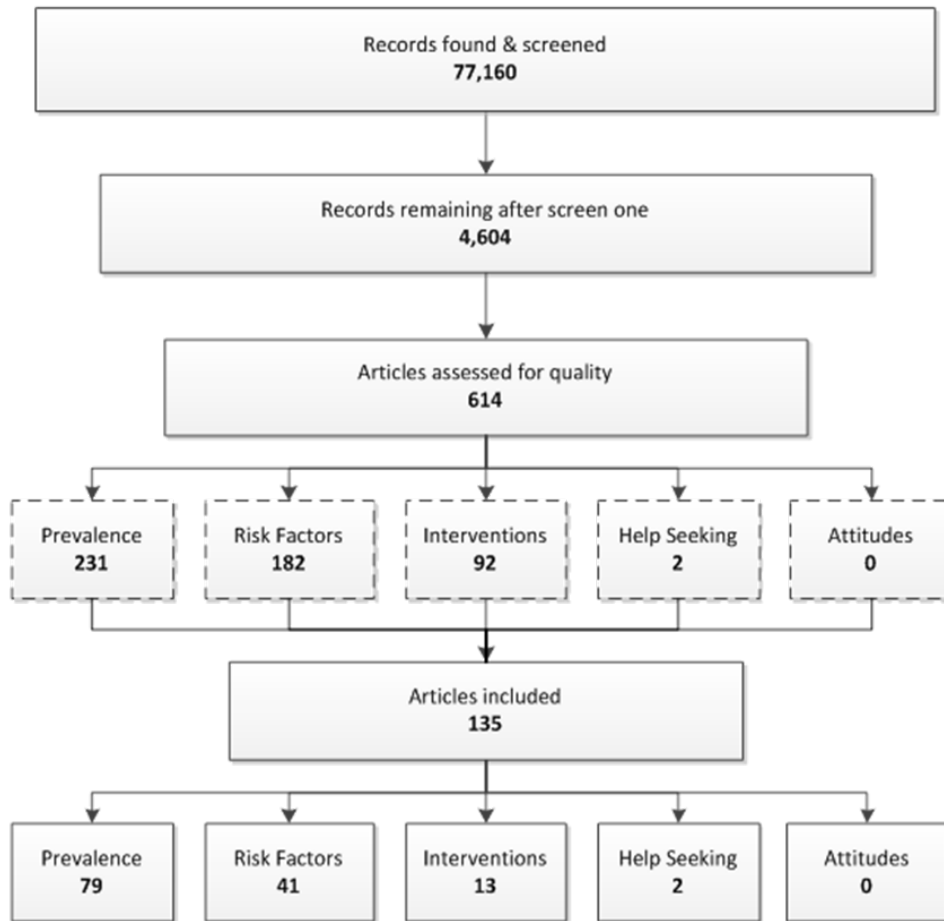 Records found & screened
77,160
Records remaining after screen one
4,604
Articles assessed for quality
614
Prevalence
231
Risk Factors
182
Interventions
92
Help Seeking
2
Attitudes
0
Articles included
135
Prevalence
79
Risk Factors
41
Interventions
13
Help Seeking
2
Attitudes
0